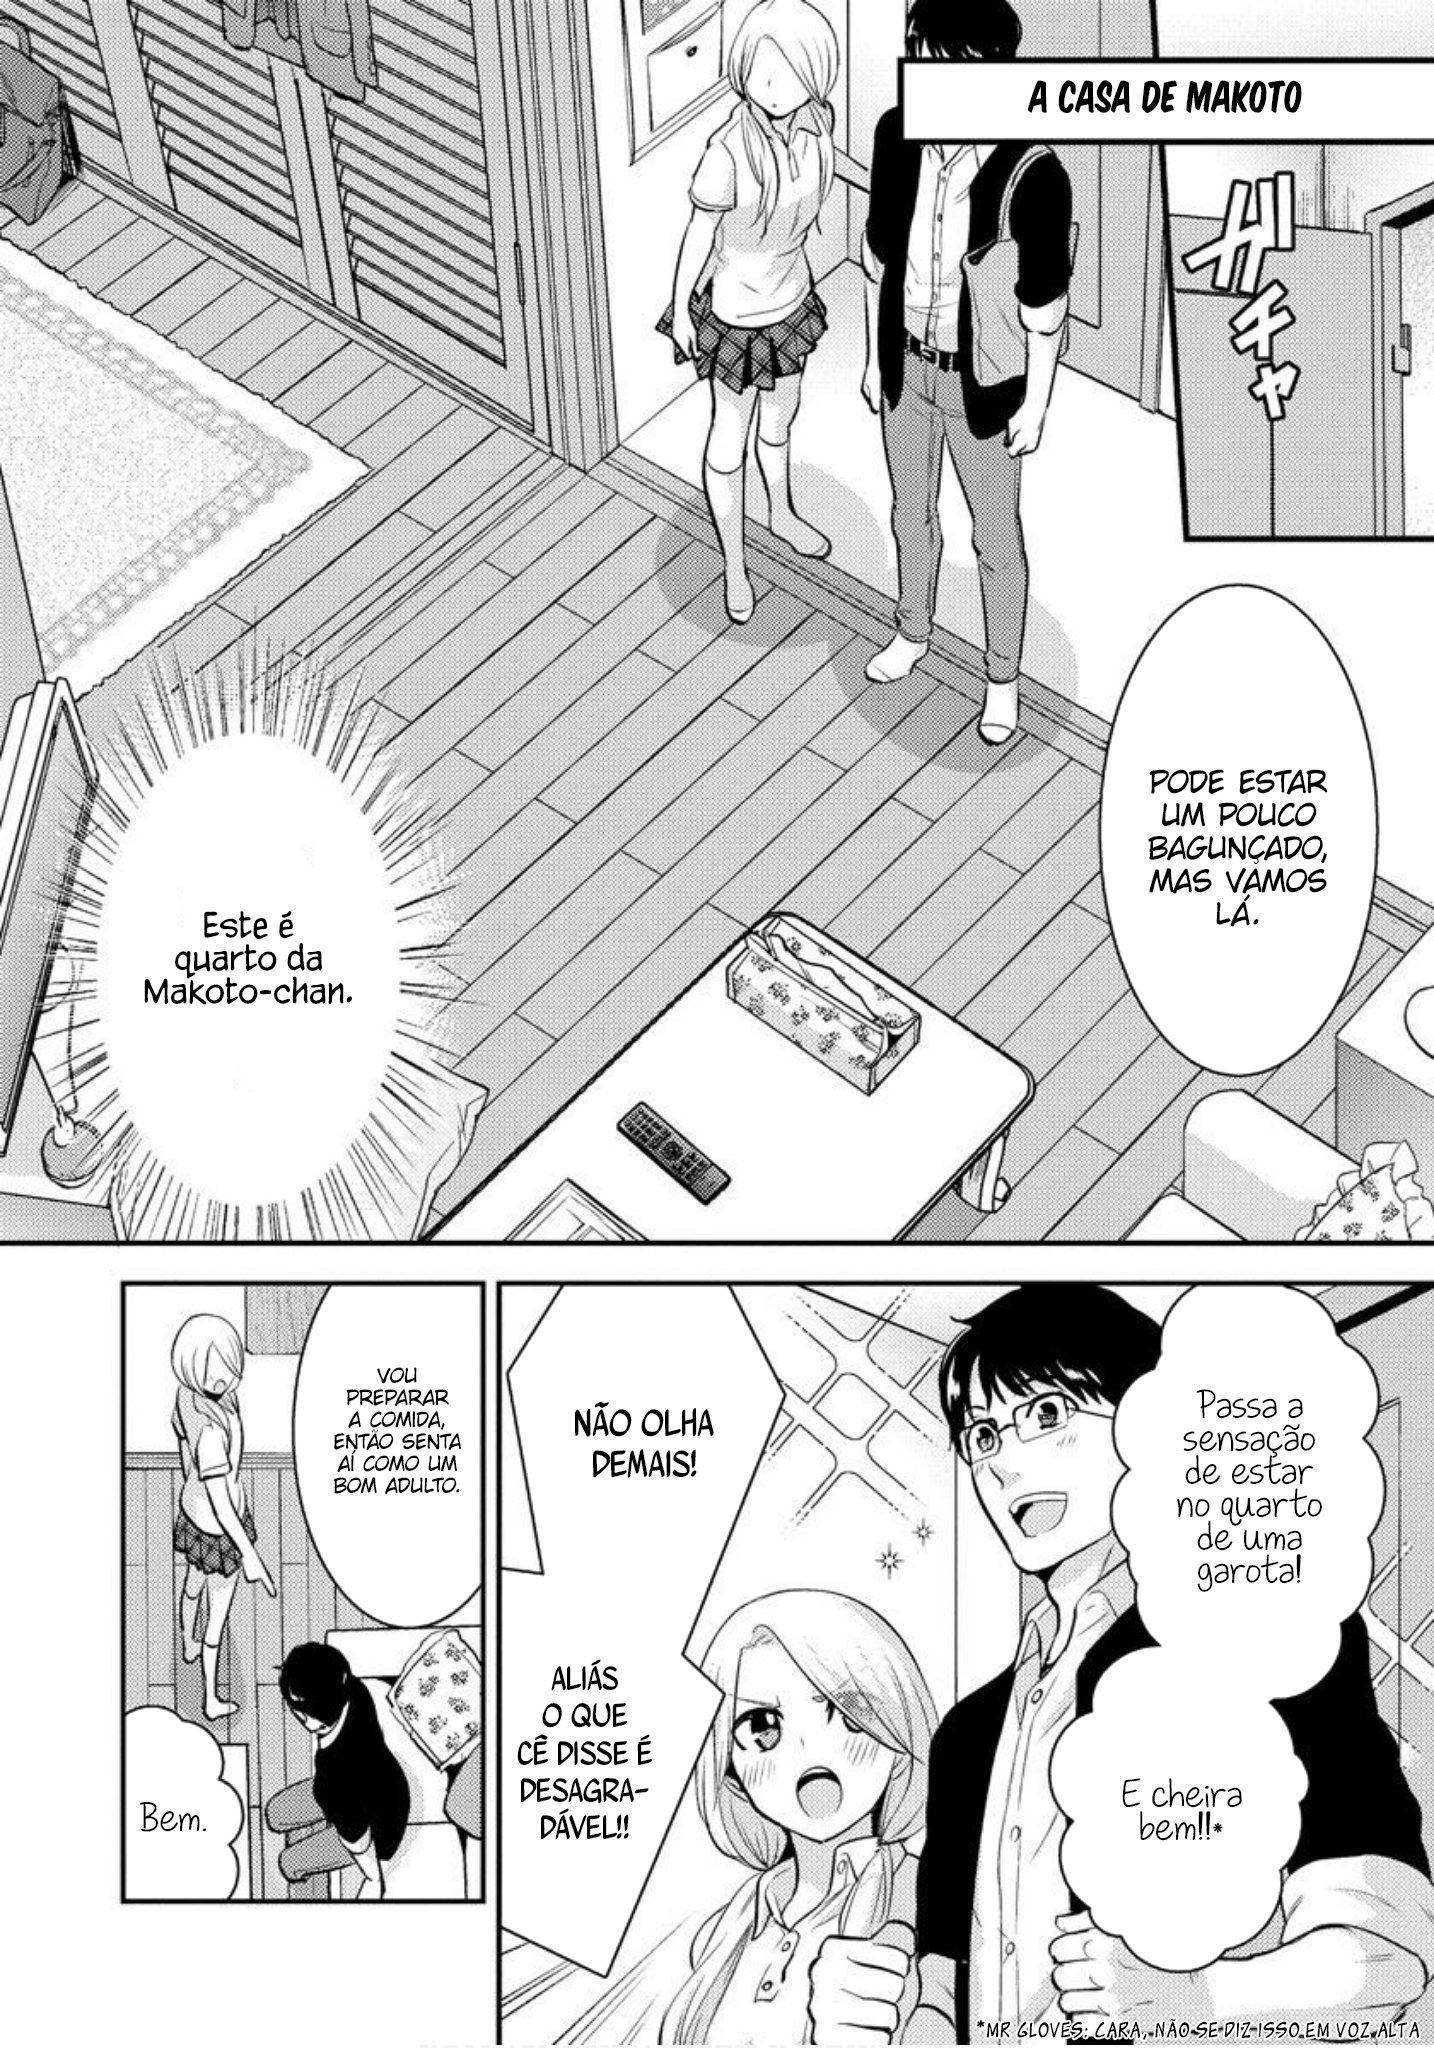 A CASA DE MAKOTO
ガチャ
PODE ESTAR
UM POUCO
BAGUNÇADO,
MAS VAMOS
LÁ.
Este é
quarto da
Makoto-chan.
Passa a
sensação
de estar
no quarto
de uma
garota!
E cheira
bem!!*
NÃO OLHA
DEMAIS!
ALIÁS
O QUE
CÊ DISSE É
DESAGRA-
DÁVEL!!
VOU
PREPARAR
A COMIDA,
ENTÃO SENTA
AÍ COMO UM
BOM ADULTO.
Bem.
*MR GLOVES: CARA, NÃO SE DIZ ISSO EM VOZ ALTA